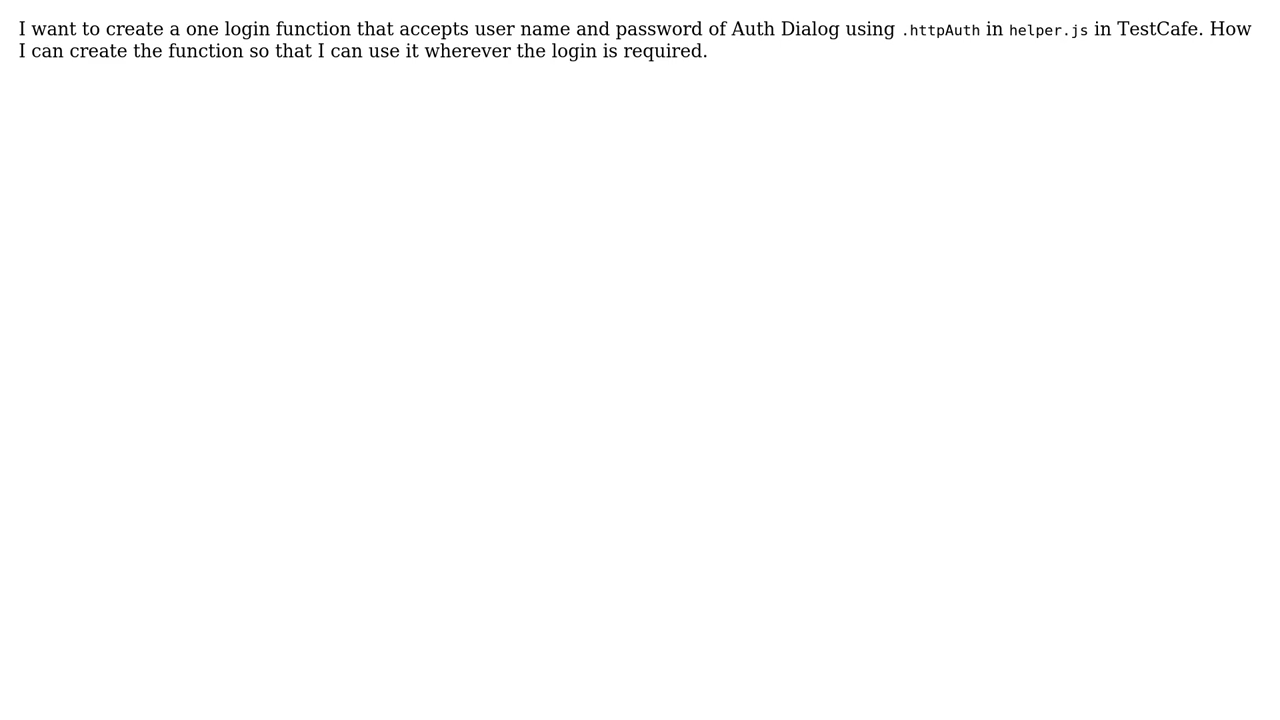 I want to create a one login function that accepts user name and password of Auth Dialog using .httpAuth in helper.js in TestCafe. How
I can create the function so that I can use it wherever the login is required.